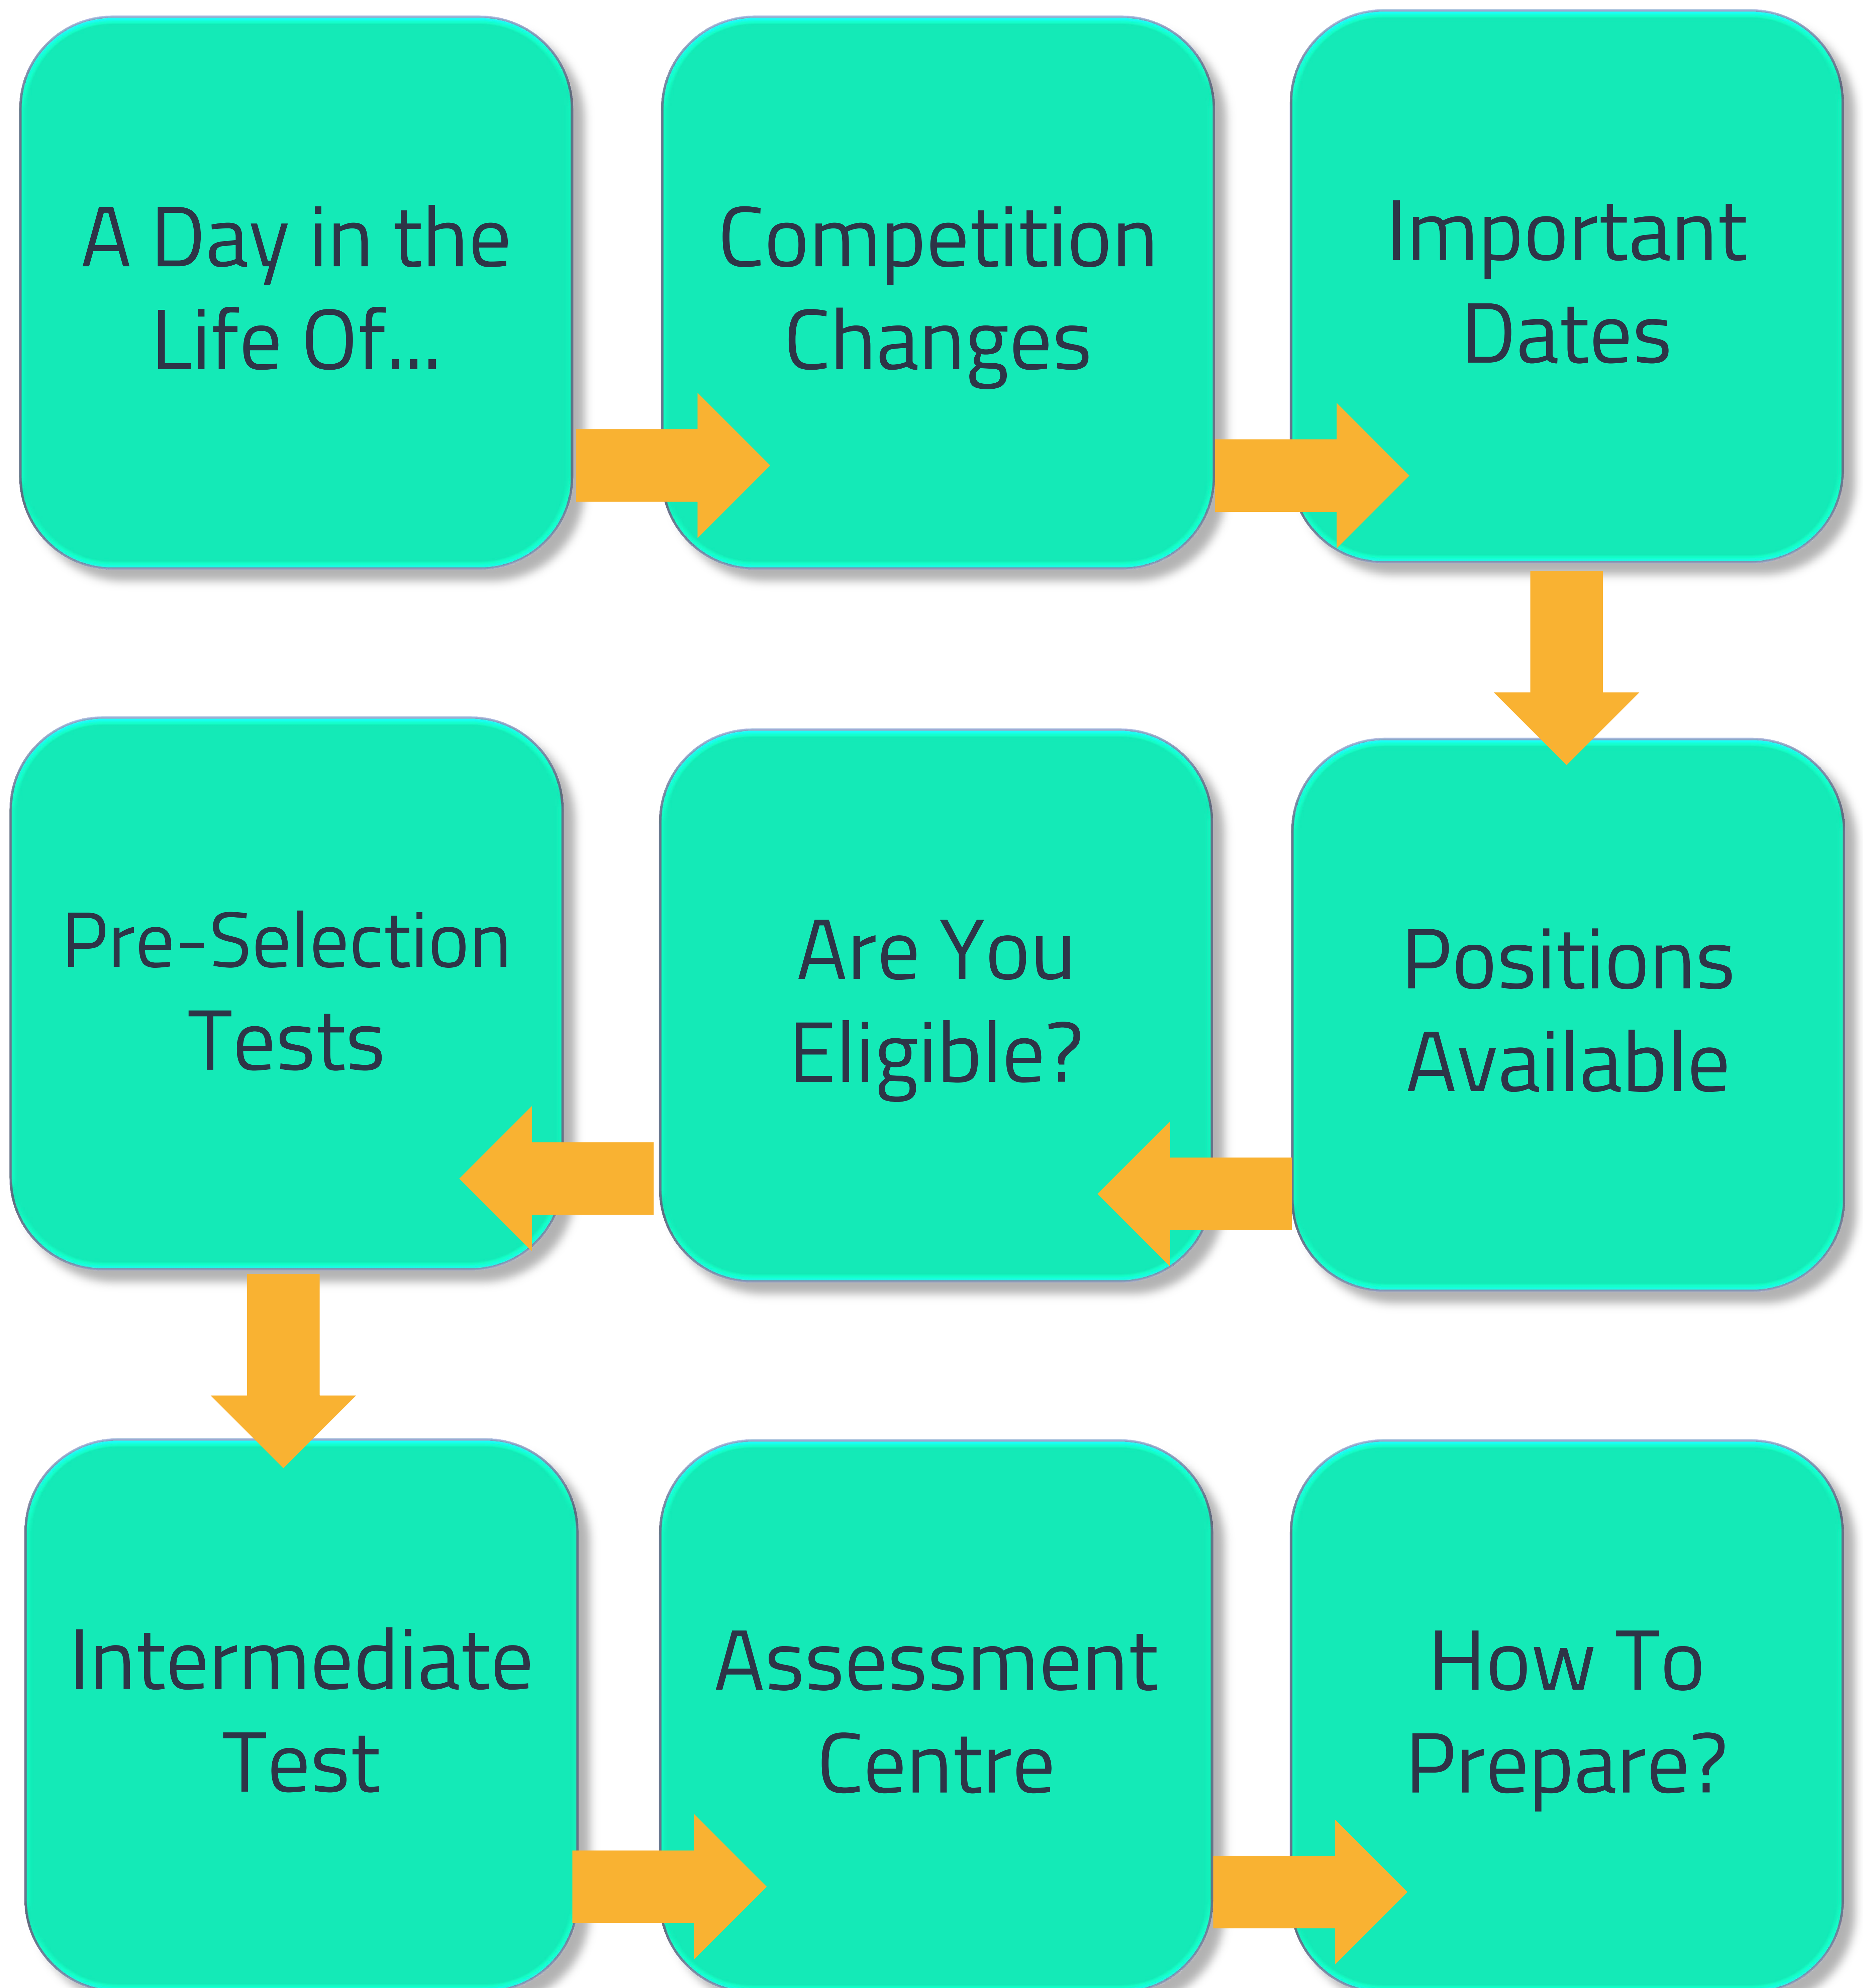 A Day in the
Life Of...
Competition
Changes
Important
Dates
Positions
Available
Are You
Eligible?
Pre-Selection
Tests
Intermediate
Test
Assessment
Centre
How To
Prepare?